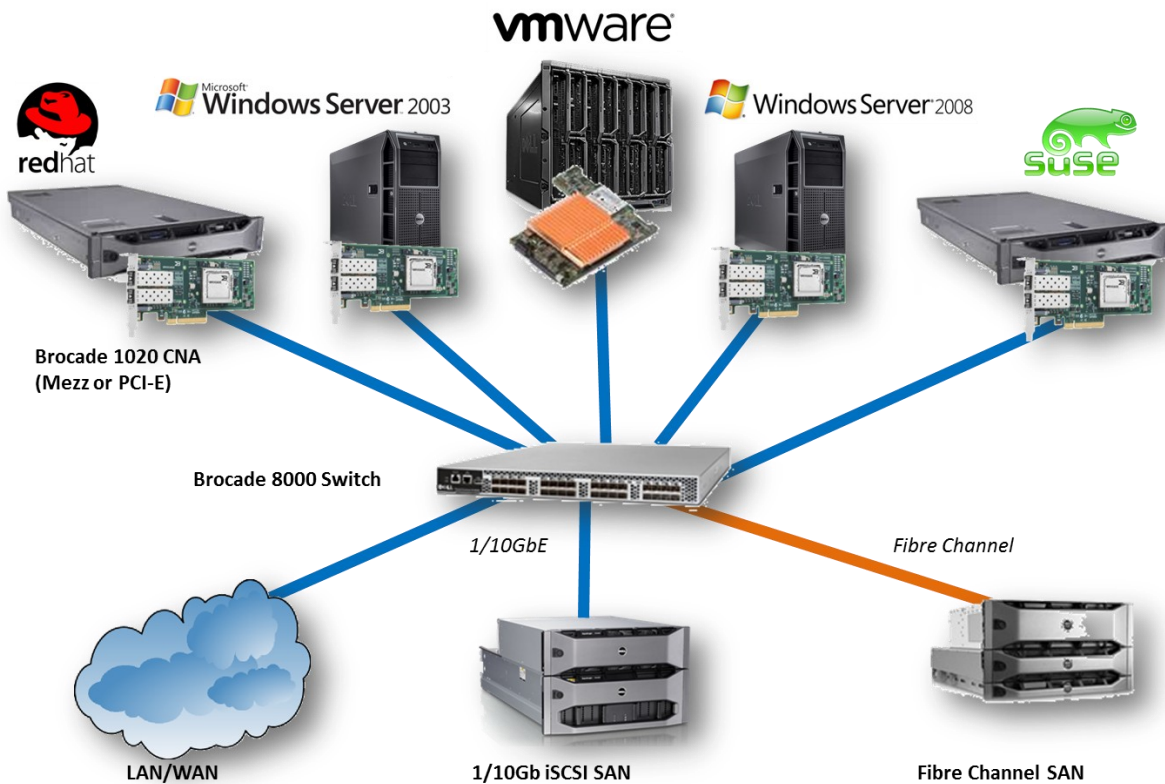 vmware
redhat
Microsoft
Windows Server 2003
Windows Server 2008
suse
Brocade 1020 CNA
(Mezz or PCI-E)
Brocade 8000 Switch
1/10GbE
Fibre Channel
LAN/WAN
1/10Gb iSCSI SAN
Fibre Channel SAN